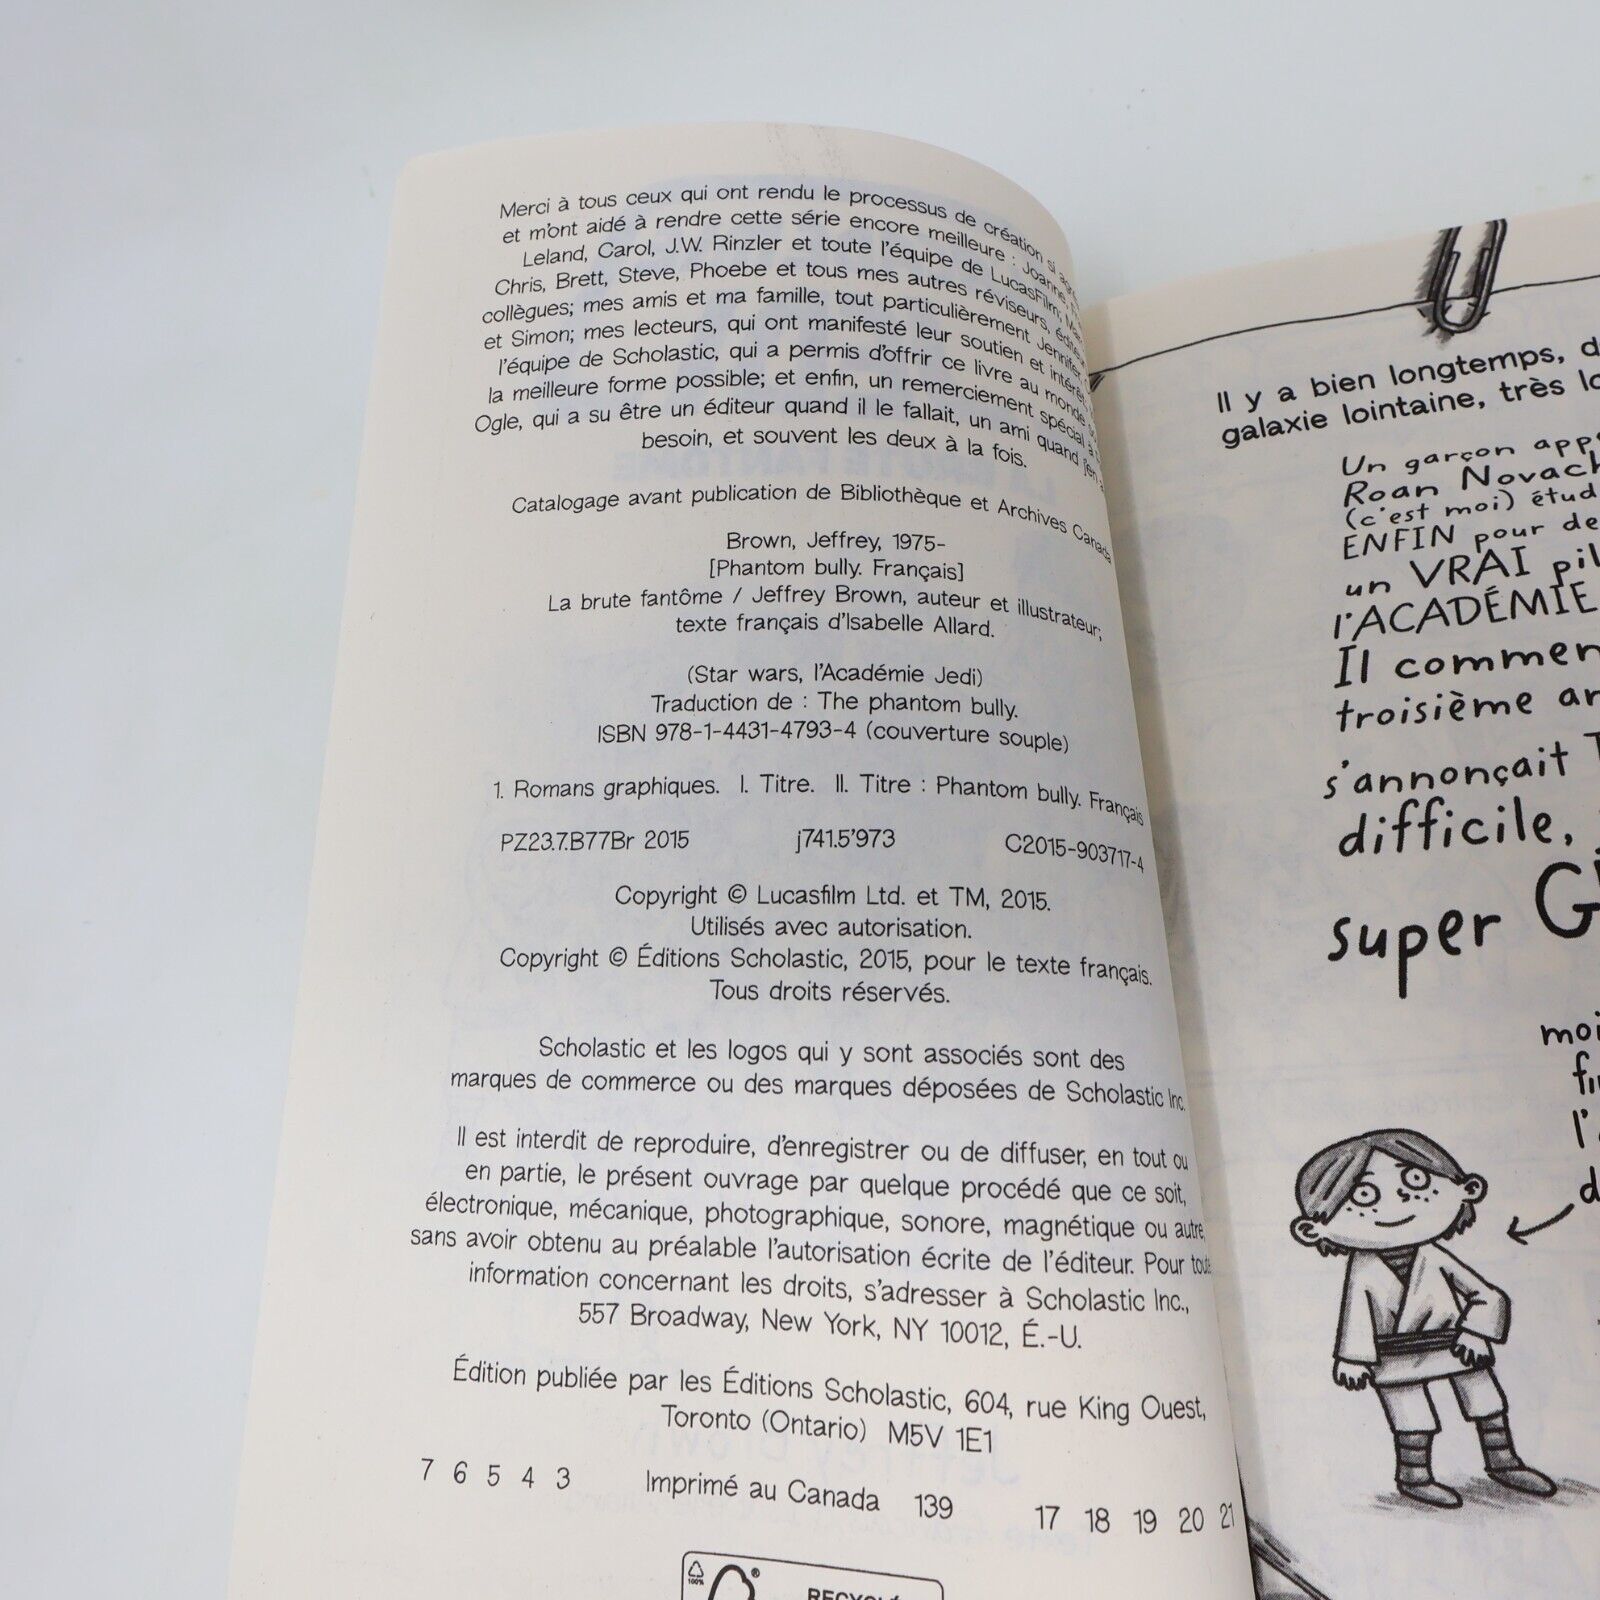 Merci à tous ceux qui ont rendu le processus de création si
et m'ont aidé à rendre cette série encore meilleure : Joanne,
Leland, Carol, J.W. Rinzler et toute l'équipe de LucasFilm;
Chris, Brett, Steve, Phoebe et tous mes autres réviseurs,
collègues; mes amis et ma famille, tout particulièrement Jennifer,
et Simon; mes lecteurs, qui ont manifesté leur soutien et intérêt;
l'équipe de Scholastic, qui a permis d'offrir ce livre au monde
la meilleure forme possible; et enfin, un remerciement spécial à
Ogle, qui a su être un éditeur quand il le fallait, un ami quand j'en
besoin, et souvent les deux à la fois.
Catalogage avant publication de Bibliothèque et Archives Canada
Brown, Jeffrey, 1975-
[Phantom bully. Français]
La brute fantôme / Jeffrey Brown, auteur et illustrateur;
texte français d'Isabelle Allard.
(Star wars, l'Académie Jedi)
Traduction de : The phantom bully.
ISBN 978-1-4431-4793-4 (couverture souple)
1. Romans graphiques. I. Titre. II. Titre : Phantom bully. Français
PZ23.7.B77Br 2015 j741.5'973 C2015-903717-4
Copyright © Lucasfilm Ltd. et TM, 2015.
Utilisés avec autorisation.
Copyright © Éditions Scholastic, 2015, pour le texte français.
Tous droits réservés.
Scholastic et les logos qui y sont associés sont des
marques de commerce ou des marques déposées de Scholastic Inc.
Il est interdit de reproduire, d'enregistrer ou de diffuser, en tout ou
en partie, le présent ouvrage par quelque procédé que ce soit,
électronique, mécanique, photographique, sonore, magnétique ou autre,
sans avoir obtenu au préalable l'autorisation écrite de l'éditeur. Pour toute
information concernant les droits, s'adresser à Scholastic Inc.,
557 Broadway, New York, NY 10012, É.-U.
Édition publiée par les Éditions Scholastic, 604, rue King Ouest,
Toronto (Ontario) M5V 1E1
7 6 5 4 3 Imprimé au Canada 139 17 18 19 20 21
100%
RECYCLÉ
Il y a bien longtemps, d
galaxie lointaine, très lo
Un garçon app
Roan Novach
(c'est moi) étud
ENFIN pour de
un VRAI pil
l'ACADÉMIE
Il commen
troisième an
s'annonçait T
difficile,
super G
moi
fi
l'
d